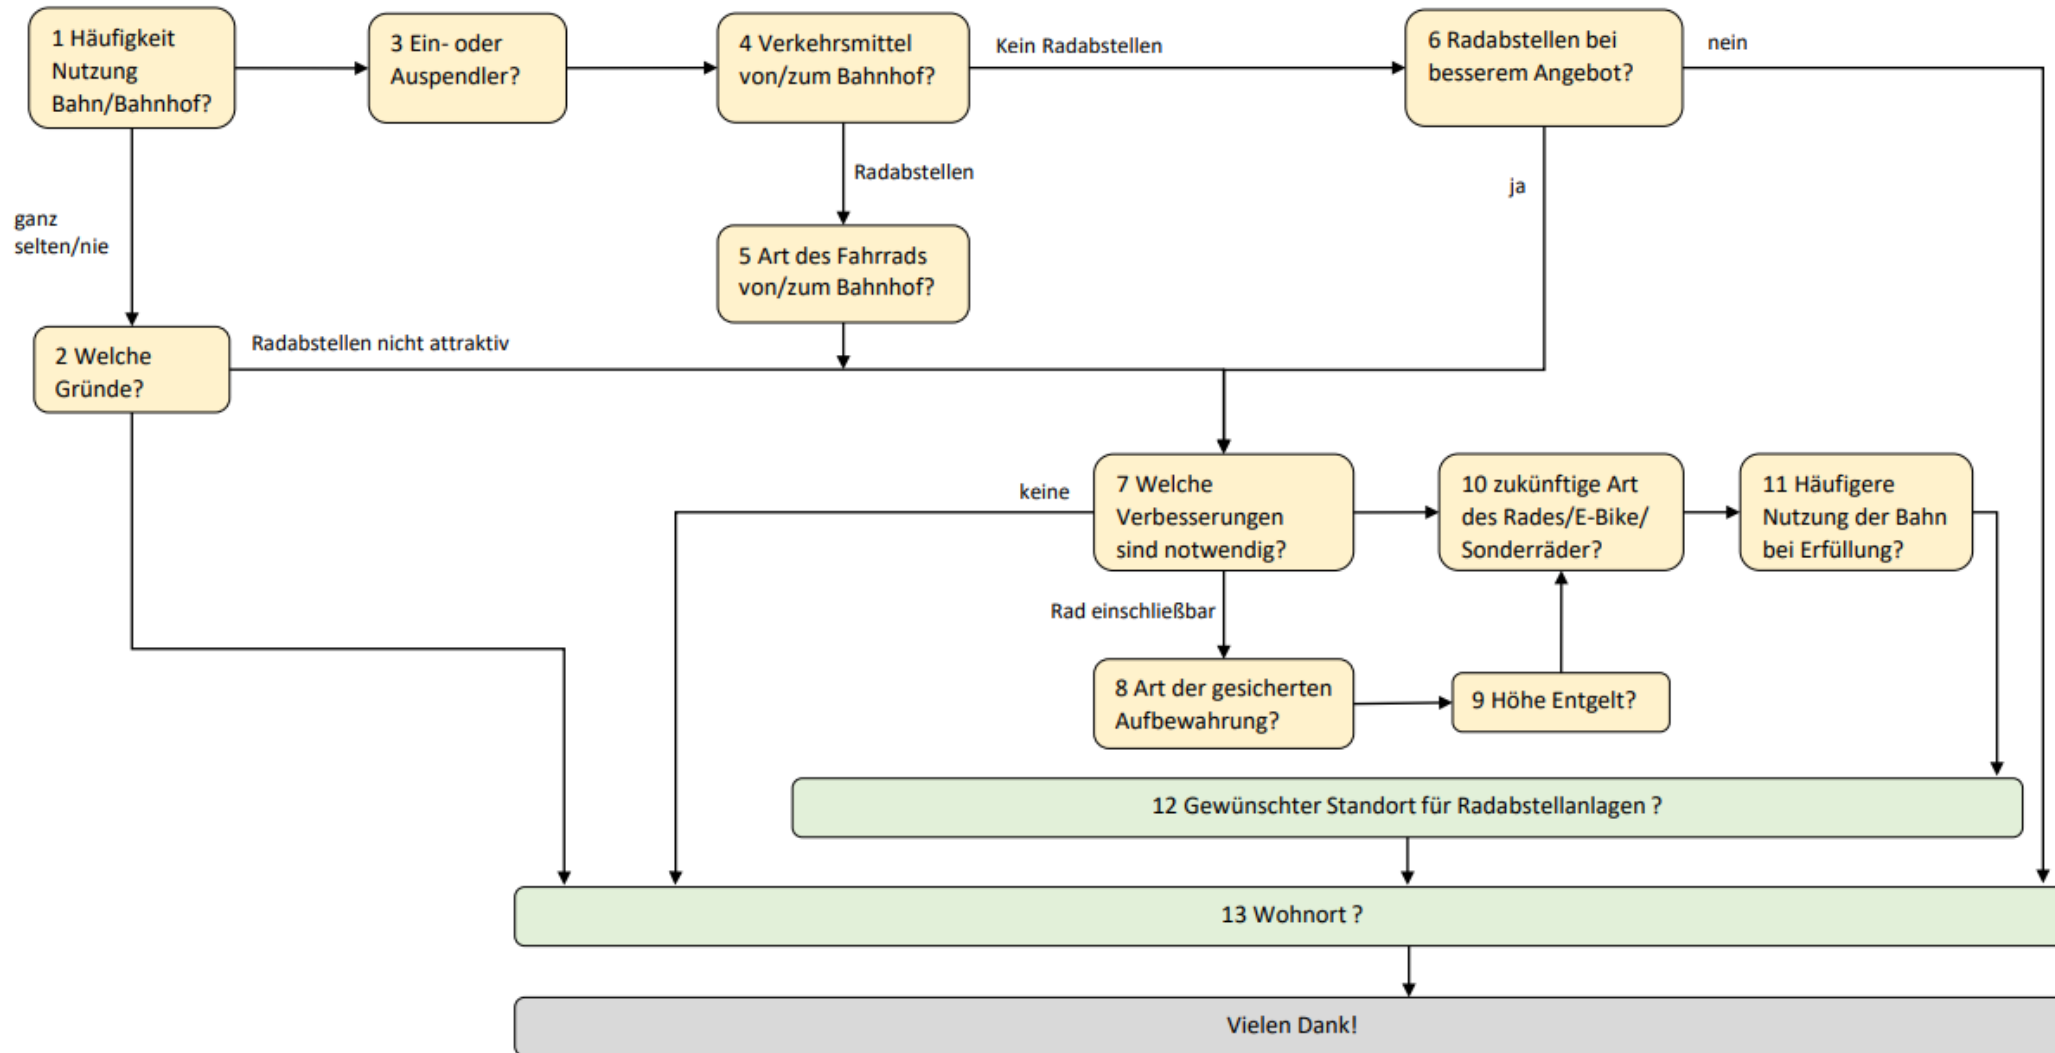 1 Häufigkeit
Nutzung
Bahn/Bahnhof?
3 Ein- oder
Auspendler?
4 Verkehrsmittel
von/zum Bahnhof?
Kein Radabstellen
6 Radabstellen bei
besserem Angebot?
nein
ganz
selten/nie
Radabstellen
ja
5 Art des Fahrrads
von/zum Bahnhof?
2 Welche
Gründe?
Radabstellen nicht attraktiv
keine
7 Welche
Verbesserungen
sind notwendig?
10 zukünftige Art
des Rades/E-Bike/
Sonderräder?
11 Häufigere
Nutzung der Bahn
bei Erfüllung?
Rad einschließbar
8 Art der gesicherten
Aufbewahrung?
9 Höhe Entgelt?
12 Gewünschter Standort für Radabstellanlagen ?
13 Wohnort ?
Vielen Dank!